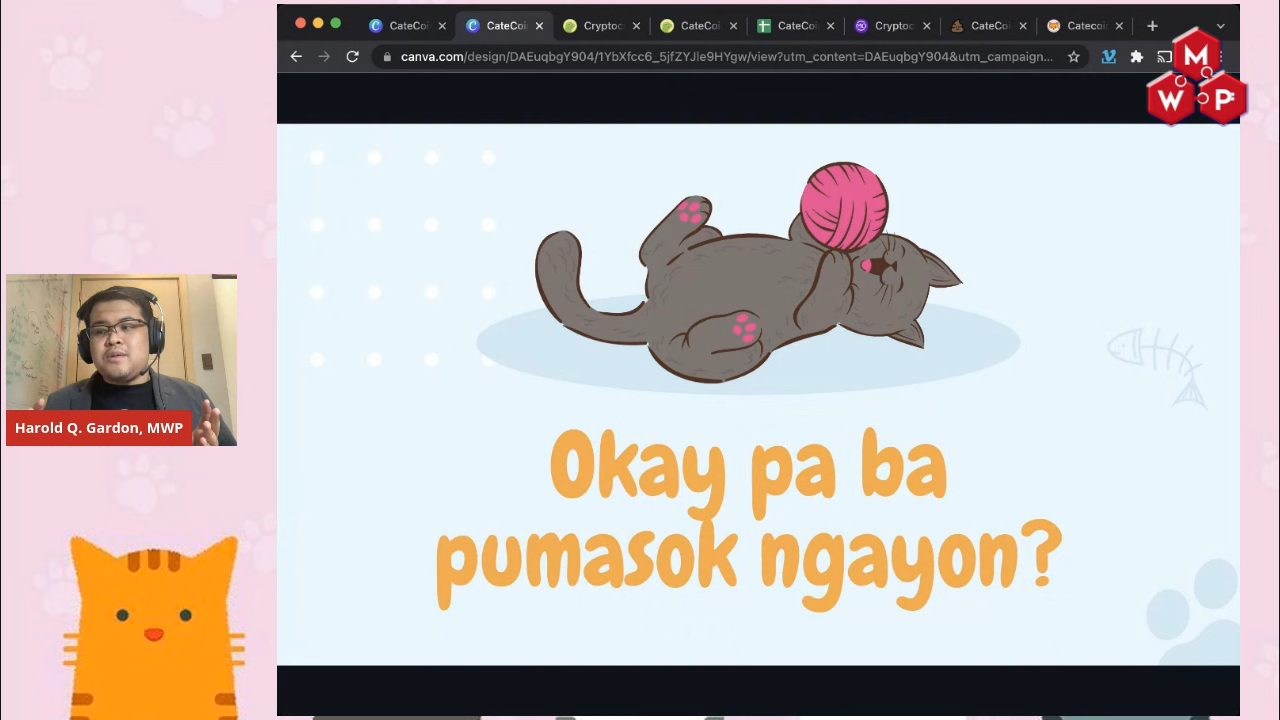 CateCoi
CateCoi
Cryptoc
CateCoi
CateCoi
Cryptoc
CateCoi
Catecoi
canva.com/design/DAEuqbgY904/1YbXfcc6_5jfZYJle9HYgw/view?utm_content=DAEuqbgY904&utm_campaign...
M
W P
Okay pa ba
pumasok ngayon?
Harold Q. Gardon, MWP